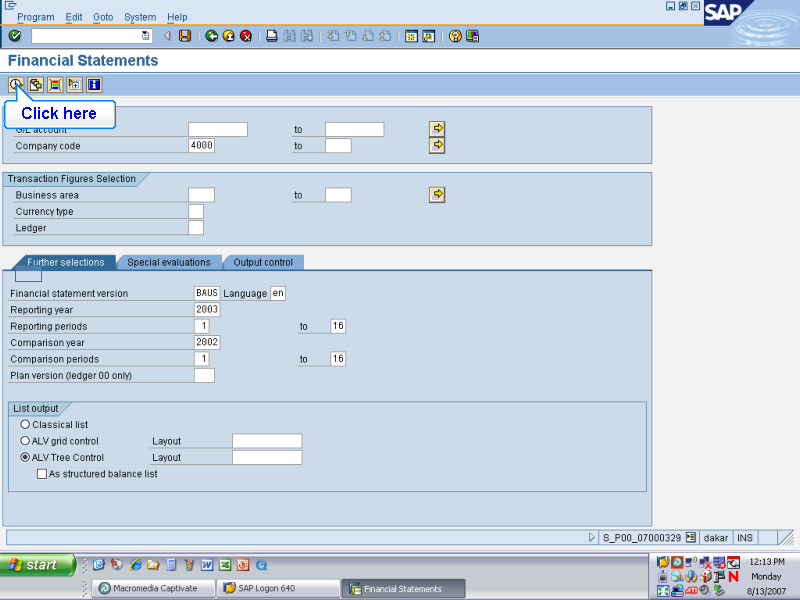 Program Edit Goto System Help
SAP
Financial Statements
Click here
G/L account to
Company code 4000 to
Transaction Figures Selection
Business area to
Currency type
Ledger
Further selections Special evaluations Output control
Financial statement version BAUS Language en
Reporting year 2003
Reporting periods 1 to 16
Comparison year 2002
Comparison periods 1 to 16
Plan version (ledger 00 only)
List output
Classical list
ALV grid control Layout
ALV Tree Control Layout
As structured balance list
S_P00_07000329 dakar INS
start
12:13 PM
Macromedia Captivate SAP Logon 640 Financial Statements
Monday
8/13/2007